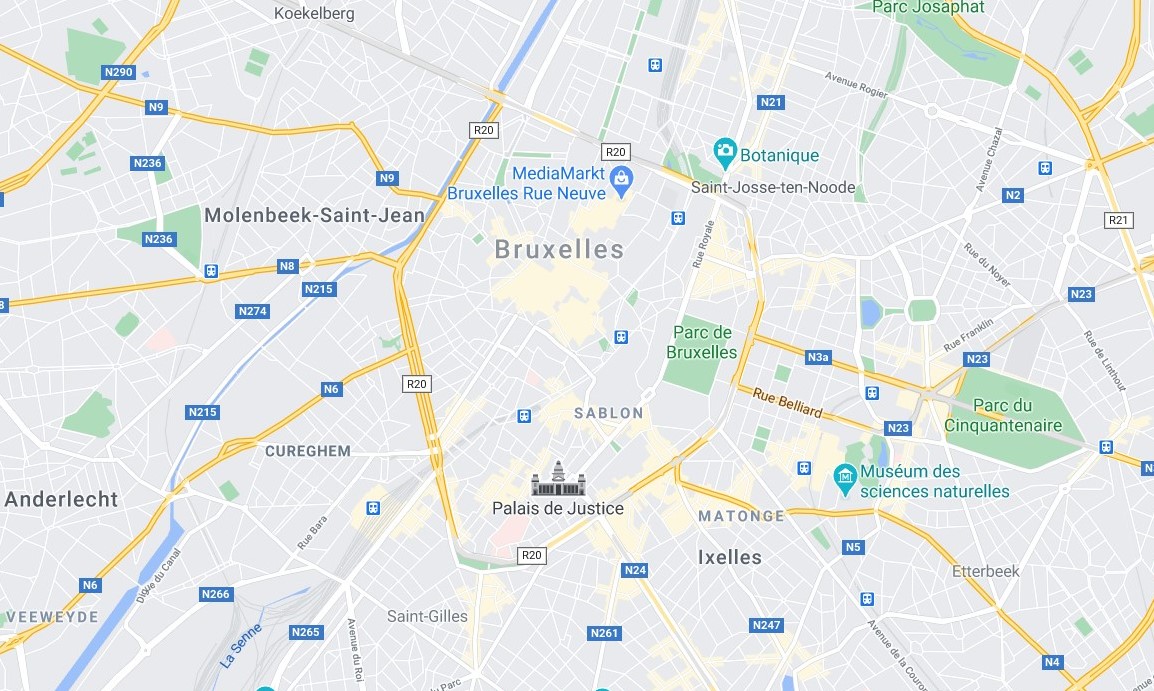 Koekelberg
Parc Josaphat
N290
N9
Avenue Rogier
N21
R20
R20
N236
N9
Botanique
Avenue Chazal
MediaMarkt
Bruxelles Rue Neuve
Saint-Josse-ten-Noode
N2
Molenbeek-Saint-Jean
R21
N236
Bruxelles
Rue Royale
Rue du Noyer
N8
N215
N23
8
N274
Parc de
Bruxelles
Rue Franklin
Rue de Linthout
N3a
N23
R20
N6
Rue Belliard
N215
SABLON
N23
Parc du
Cinquantenaire
CUREGHEM
Anderlecht
Muséum des
sciences naturelles
Palais de Justice
MATONGE
Rue Bara
R20
Ixelles
N5
Digue du Canal
N24
Etterbeek
N6
N266
VEEWEYDE
Saint-Gilles
La Senne
N265
Avenue du Roi
N261
N247
Avenue de la Couron
N4
du Parc